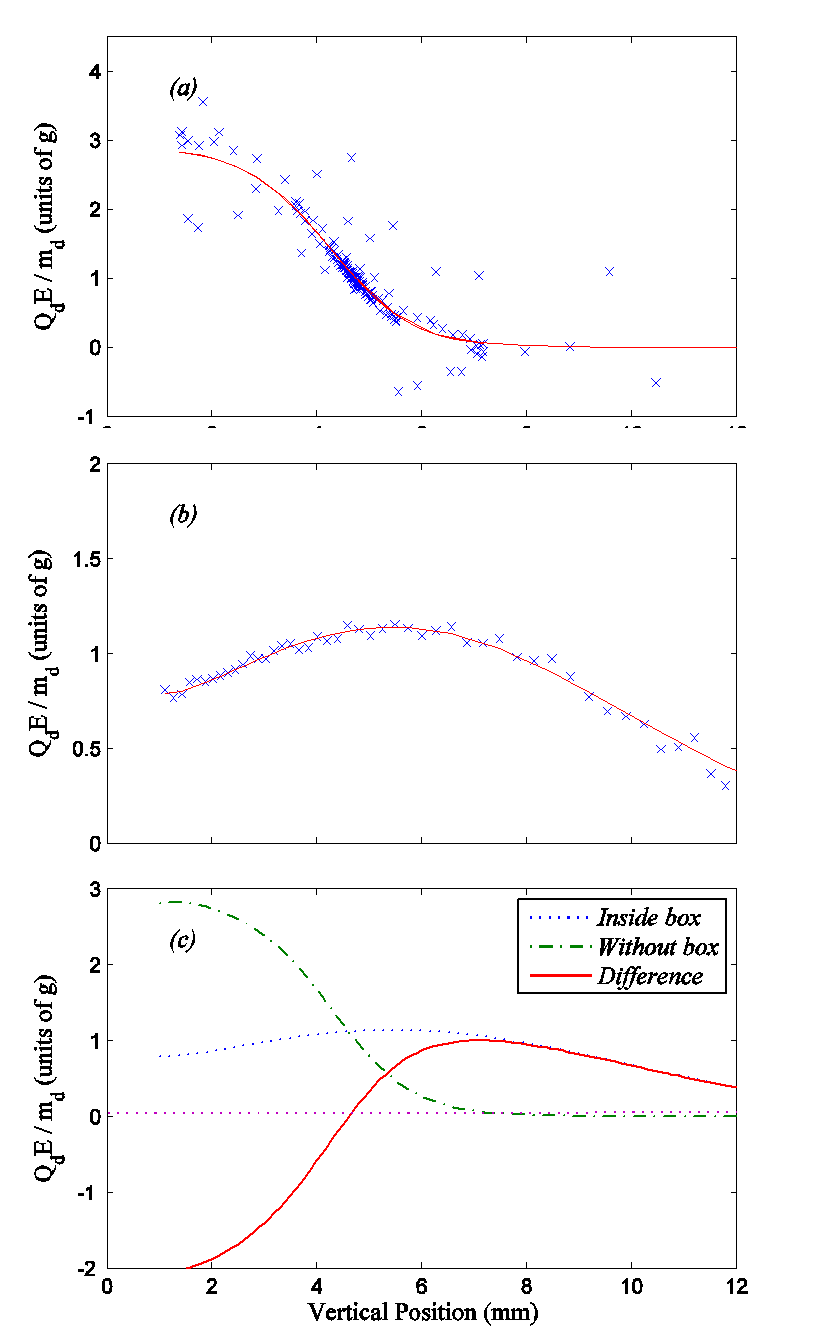 (a)
4
3
2
1
0
-1
Q_dE / m_d (units of g)
(b)
2
1.5
1
0.5
0
Q_dE / m_d (units of g)
(c)
3
2
1
0
-1
-2
Q_dE / m_d (units of g)
Inside box
Without box
Difference
0 2 4 6 8 10 12
Vertical Position (mm)